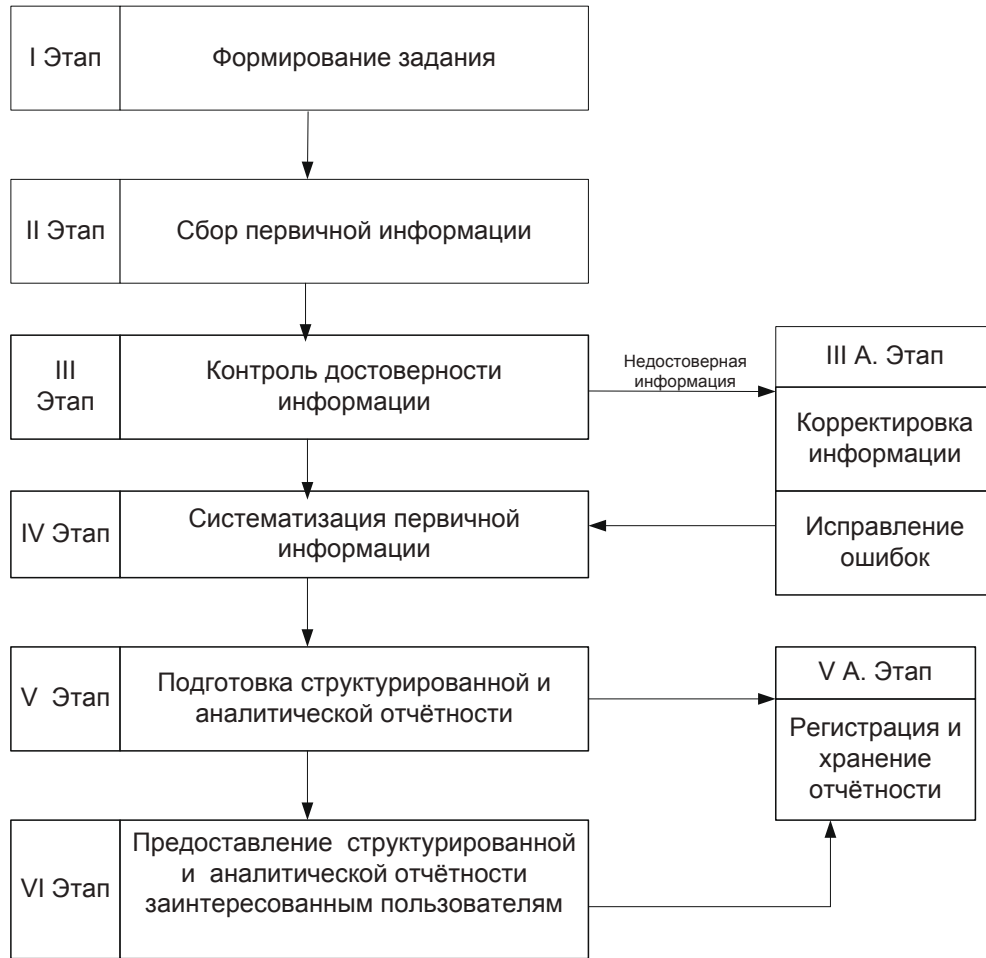 I Этап
Формирование задания
II Этап
Сбор первичной информации
III
Этап
Контроль достоверности
информации
Недостоверная
информация
III А. Этап
Корректировка
информации
Исправление
ошибок
IV Этап
Систематизация первичной
информации
V Этап
Подготовка структурированной и
аналитической отчётности
V А. Этап
Регистрация и
хранение
отчётности
VI Этап
Предоставление структурированной
и аналитической отчётности
заинтересованным пользователям